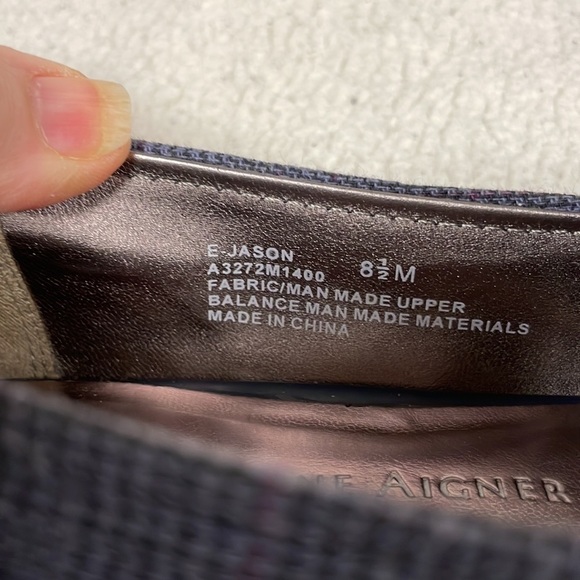 E-JASON
A3272M1400 8½M
FABRIC/MAN MADE UPPER
BALANCE MAN MADE MATERIALS
MADE IN CHINA
AIGNER